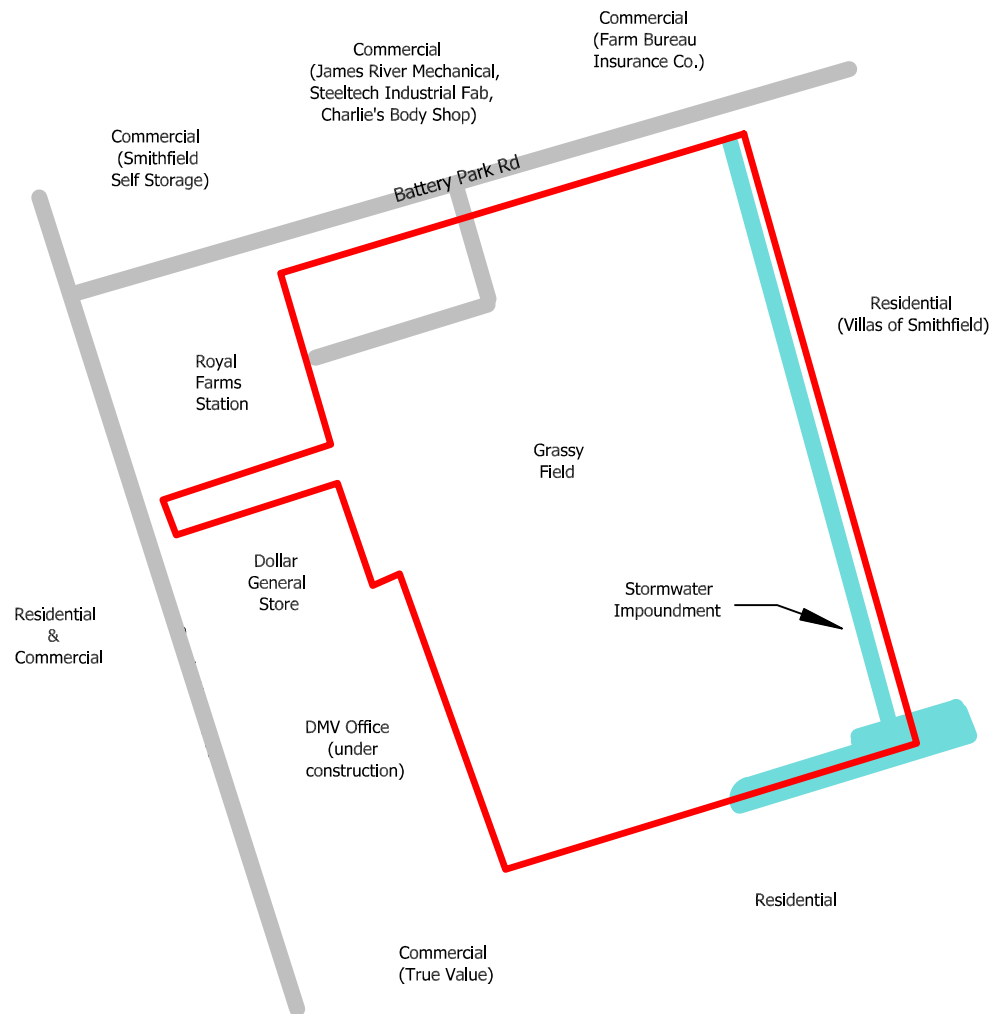 Commercial
(Farm Bureau
Insurance Co.)
Commercial
(James River Mechanical,
Steeltech Industrial Fab,
Charlie's Body Shop)
Commercial
(Smithfield
Self Storage)
Battery Park Rd
Residential
(Villas of Smithfield)
Royal
Farms
Station
Grassy
Field
Dollar
General
Store
Stormwater
Impoundment
Residential
&
Commercial
DMV Office
(under
construction)
Residential
Commercial
(True Value)